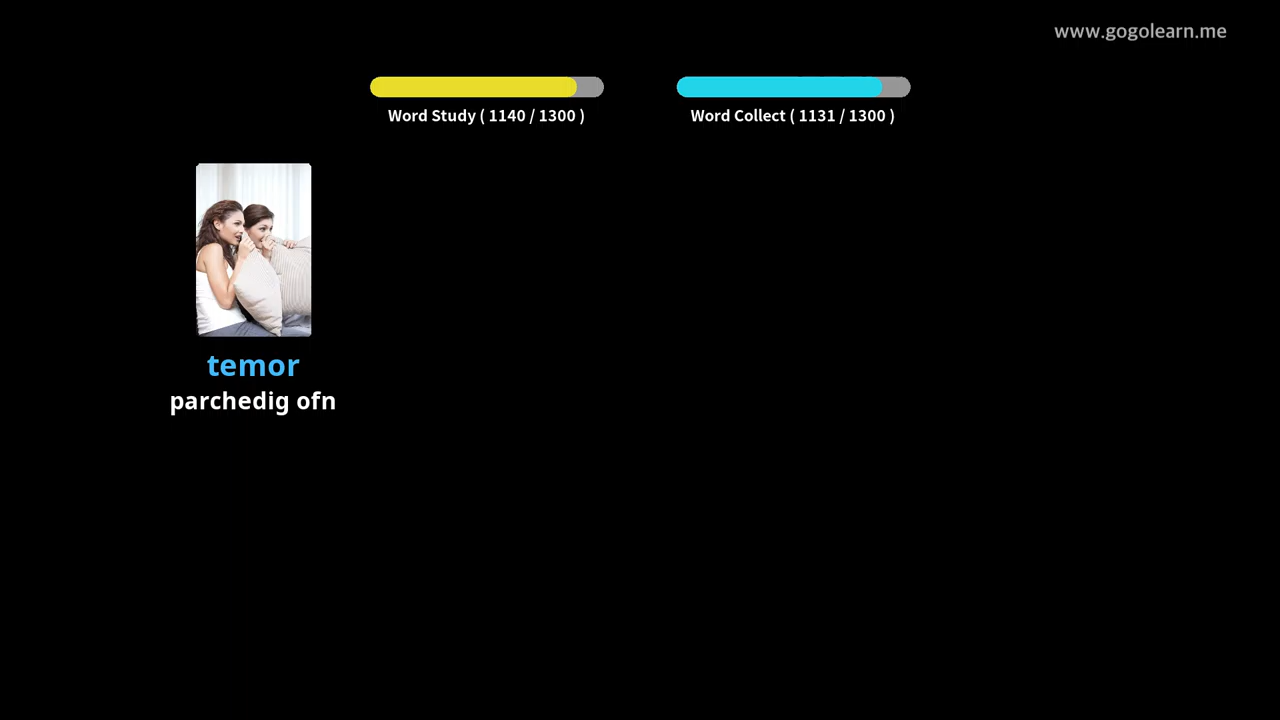 www.gogolearn.me
Word Study ( 1140 / 1300 )
Word Collect ( 1131 / 1300 )
temor
parchedig ofn